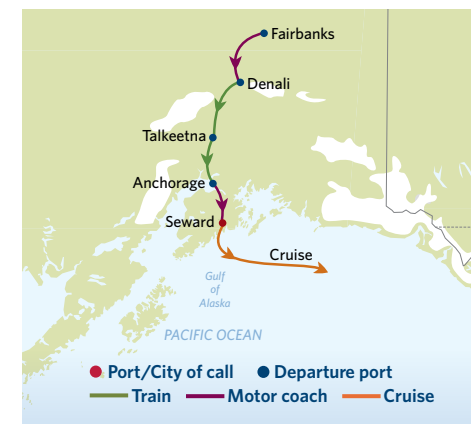 Fairbanks
Denali
Talkeetna
Anchorage
Seward
Cruise
Gulf
of
Alaska
PACIFIC OCEAN
Port/City of call Departure port
Train Motor coach Cruise